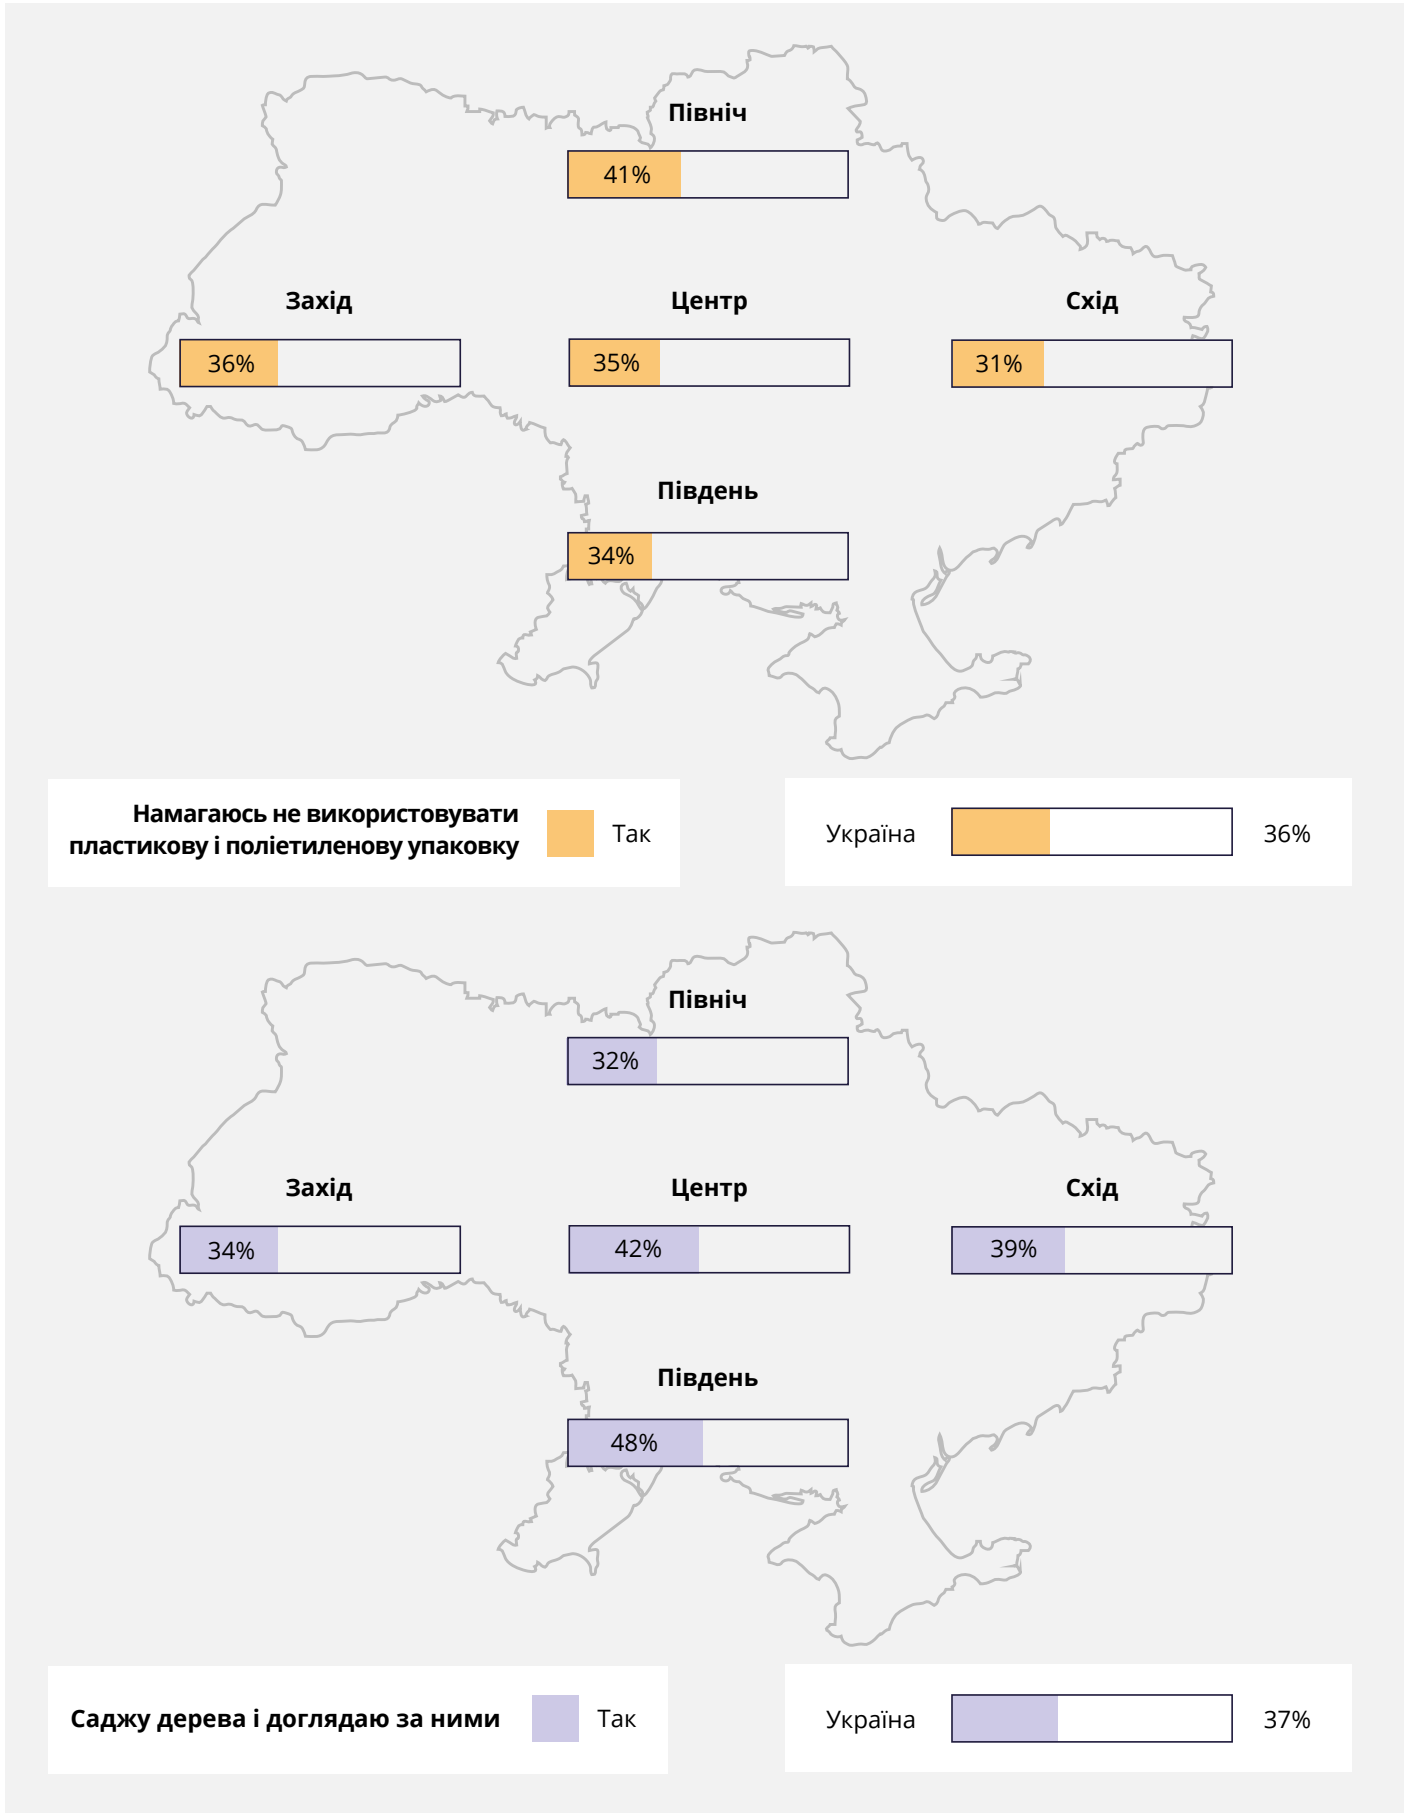 Північ
41%
Захід
Центр
Схід
36%
35%
31%
Південь
34%
Намагаюсь не використовувати
пластикову і поліетиленову упаковку
Так
Україна
36%
Північ
32%
Захід
Центр
Схід
34%
42%
39%
Південь
48%
Саджу дерева і доглядаю за ними
Так
Україна
37%